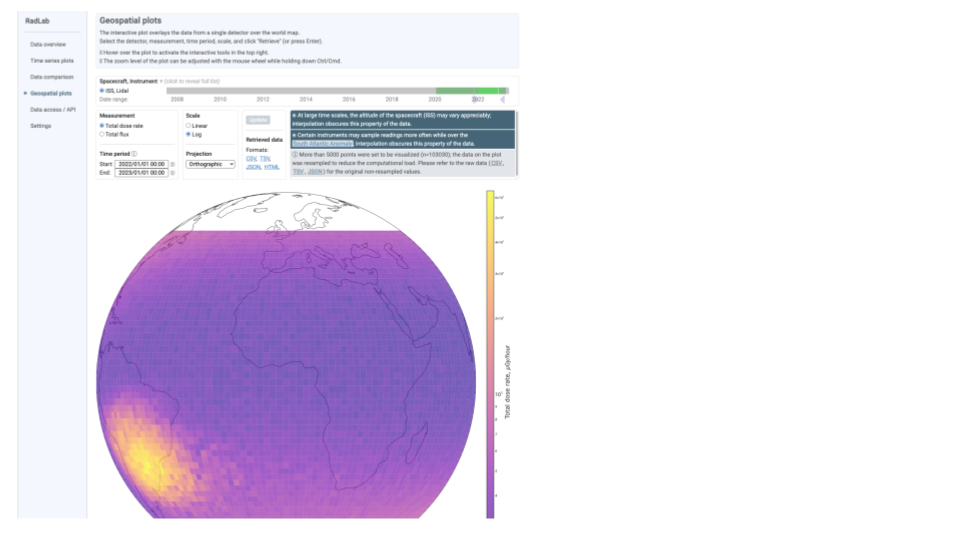 RadLab
Data overview
Time series plots
Data comparison
Geospatial plots
Data access / API
Settings
Geospatial plots
The interactive plot overlays the data from a single detector over the world map.
Select the detector, measurement, time period, scale, and click "Retrieve" (or press Enter).
Hover over the plot to activate the interactive tools in the top right.
The zoom level of the plot can be adjusted with the mouse wheel while holding down Ctrl/Cmd.
Spacecraft, Instrument (click to reveal full list)
ISS, Lidal
Date range:
2008 2010 2012 2014 2016 2018 2020 2022
Measurement
Total dose rate
Total flux
Time period
Start: 2022/01/01 00:00
End: 2023/01/01 00:00
Scale
Linear
Log
Projection
Orthographic
Update
Retrieved data
Formats:
CSV, TSV,
JSON, HTML
At large time scales, the altitude of the spacecraft (ISS) may vary appreciably;
interpolation obscures this property of the data.
Certain instruments may sample readings more often while over the
South Atlantic Anomaly; interpolation obscures this property of the data.
More than 5000 points were set to be visualized (n=103030); the data on the plot
was resampled to reduce the computational load. Please refer to the raw data (CSV,
TSV, JSON) for the original non-resampled values.
Total dose rate, μGy/hour